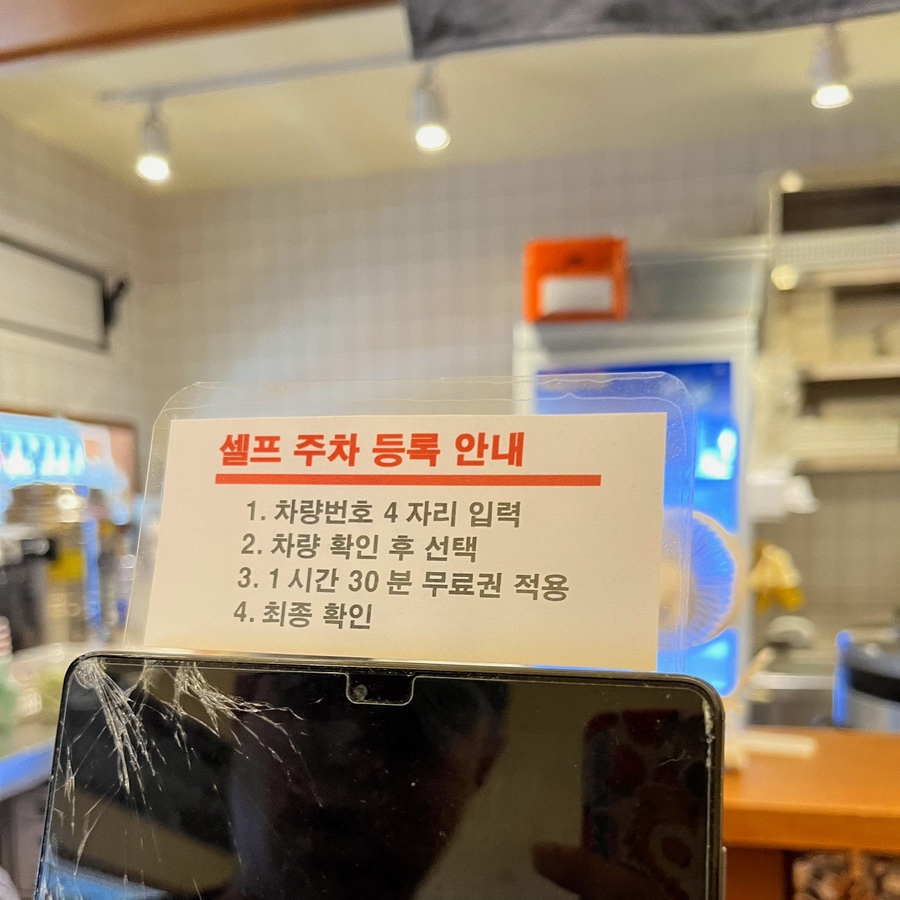 셀프 주차 등록 안내
1. 차량번호 4 자리 입력
2. 차량 확인 후 선택
3. 1 시간 30 분 무료권 적용
4. 최종 확인